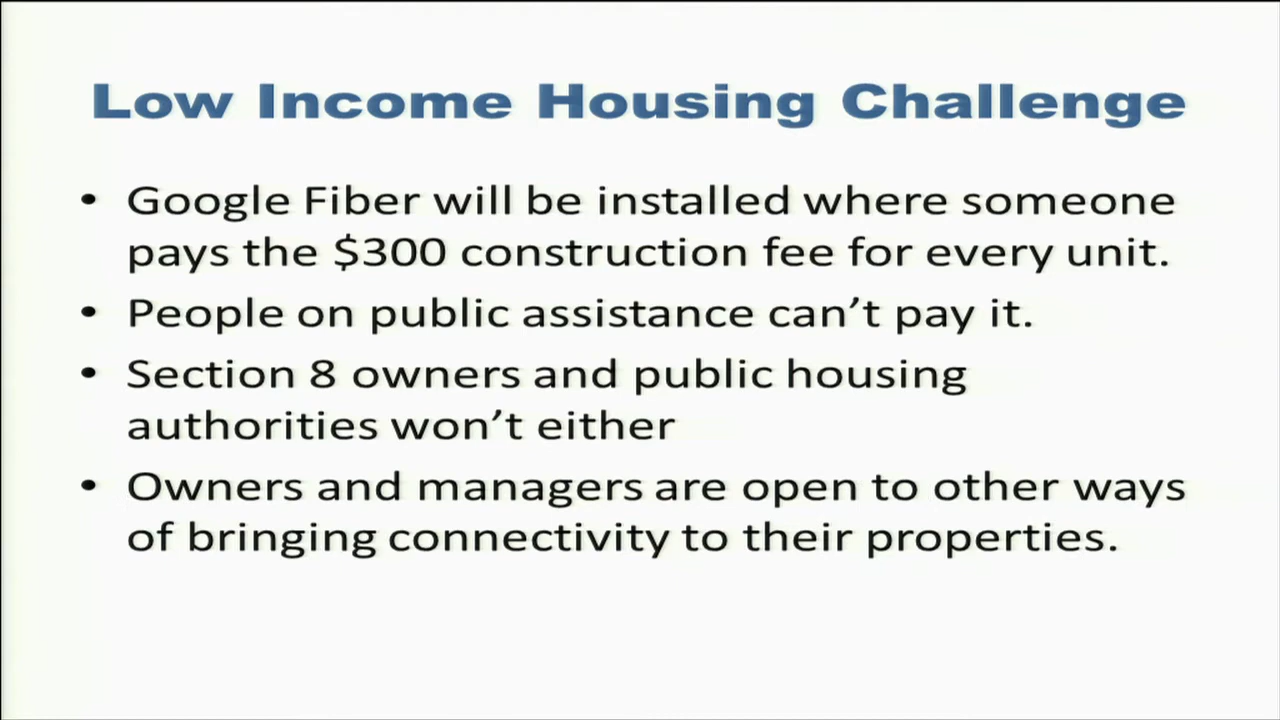 Low Income Housing Challenge
• Google Fiber will be installed where someone
pays the $300 construction fee for every unit.
• People on public assistance can’t pay it.
• Section 8 owners and public housing
authorities won’t either
• Owners and managers are open to other ways
of bringing connectivity to their properties.